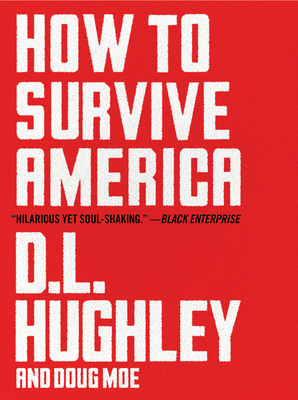 HOW TO
SURVIVE
AMERICA
“HILARIOUS YET SOUL-SHAKING.” —BLACK ENTERPRISE
D.L.
HUGHLEY
AND DOUG MOE